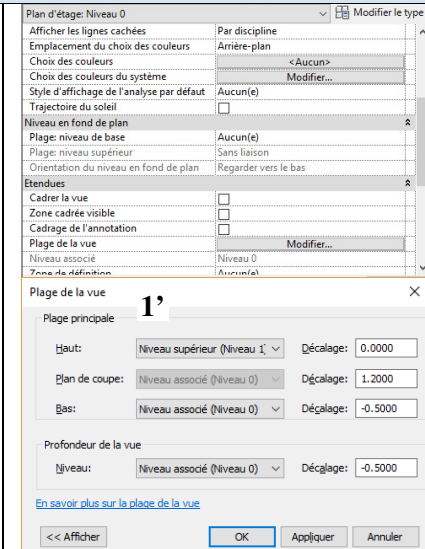 Plan d'étage: Niveau 0 Modifier le type
Afficher les lignes cachées Par discipline
Emplacement du choix des couleurs Arrière-plan
Choix des couleurs <Aucun>
Choix des couleurs du système Modifier...
Style d'affichage de l'analyse par défaut Aucun(e)
Trajectoire du soleil
Niveau en fond de plan
Plage: niveau de base Aucun(e)
Plage: niveau supérieur Sans liaison
Orientation du niveau en fond de plan Regarder vers le bas
Etendues
Cadrer la vue
Zone cadrée visible
Cadrage de l'annotation
Plage de la vue Modifier...
Niveau associé Niveau 0
Zone de définition Aucun(e)
Plage de la vue
1’
Plage principale
Haut: Niveau supérieur (Niveau 1) Décalage: 0.0000
Plan de coupe: Niveau associé (Niveau 0) Décalage: 1.2000
Bas: Niveau associé (Niveau 0) Décalage: -0.5000
Profondeur de la vue
Niveau: Niveau associé (Niveau 0) Décalage: -0.5000
En savoir plus sur la plage de la vue
<< Afficher OK Appliquer Annuler